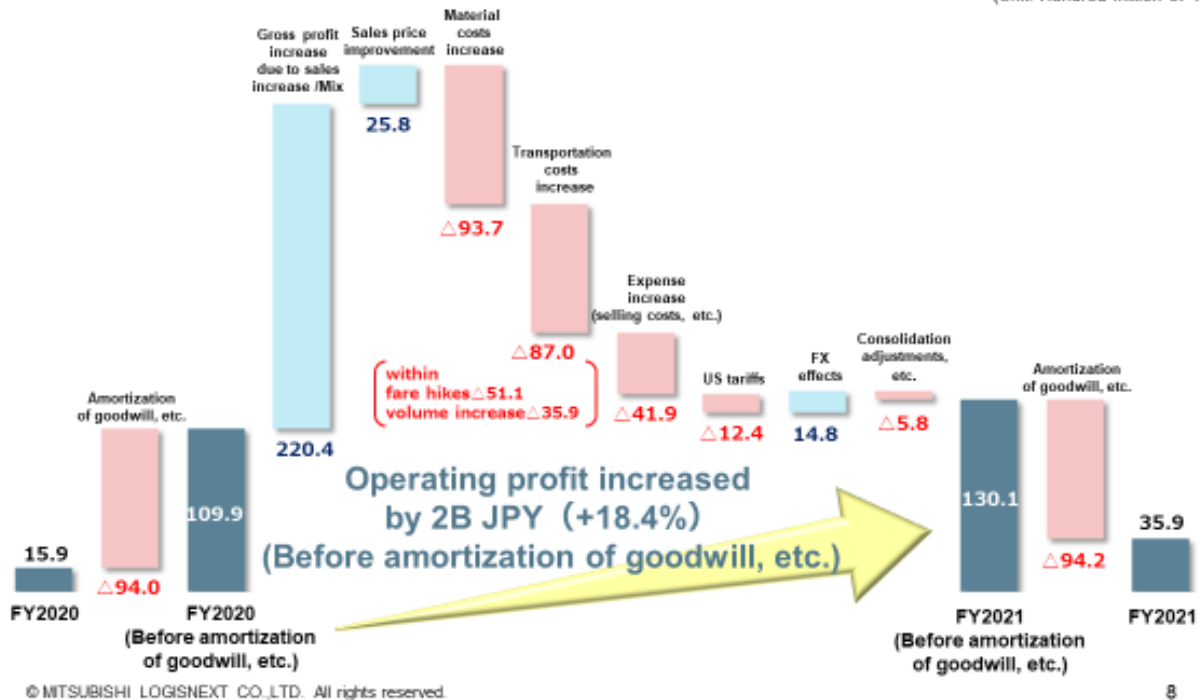 Gross profit
increase
due to sales
increase /Mix
Sales price
improvement
Material
costs
increase
25.8
Transportation
costs
increase
△93.7
Expense
increase
(selling costs, etc.)
△87.0
within
fare hikes△51.1
volume increase△35.9
Consolidation
adjustments,
etc.
FX
effects
US tariffs
Amortization
of goodwill, etc.
Amortization
of goodwill, etc.
△41.9
△12.4
14.8
△5.8
220.4
Operating profit increased
by 2B JPY（+18.4%）
(Before amortization of goodwill, etc.)
109.9
130.1
15.9
35.9
△94.0
△94.2
FY2020
FY2020
(Before amortization
of goodwill, etc.)
FY2021
(Before amortization
of goodwill, etc.)
FY2021
© MITSUBISHI LOGISNEXT CO.,LTD. All rights reserved.
8